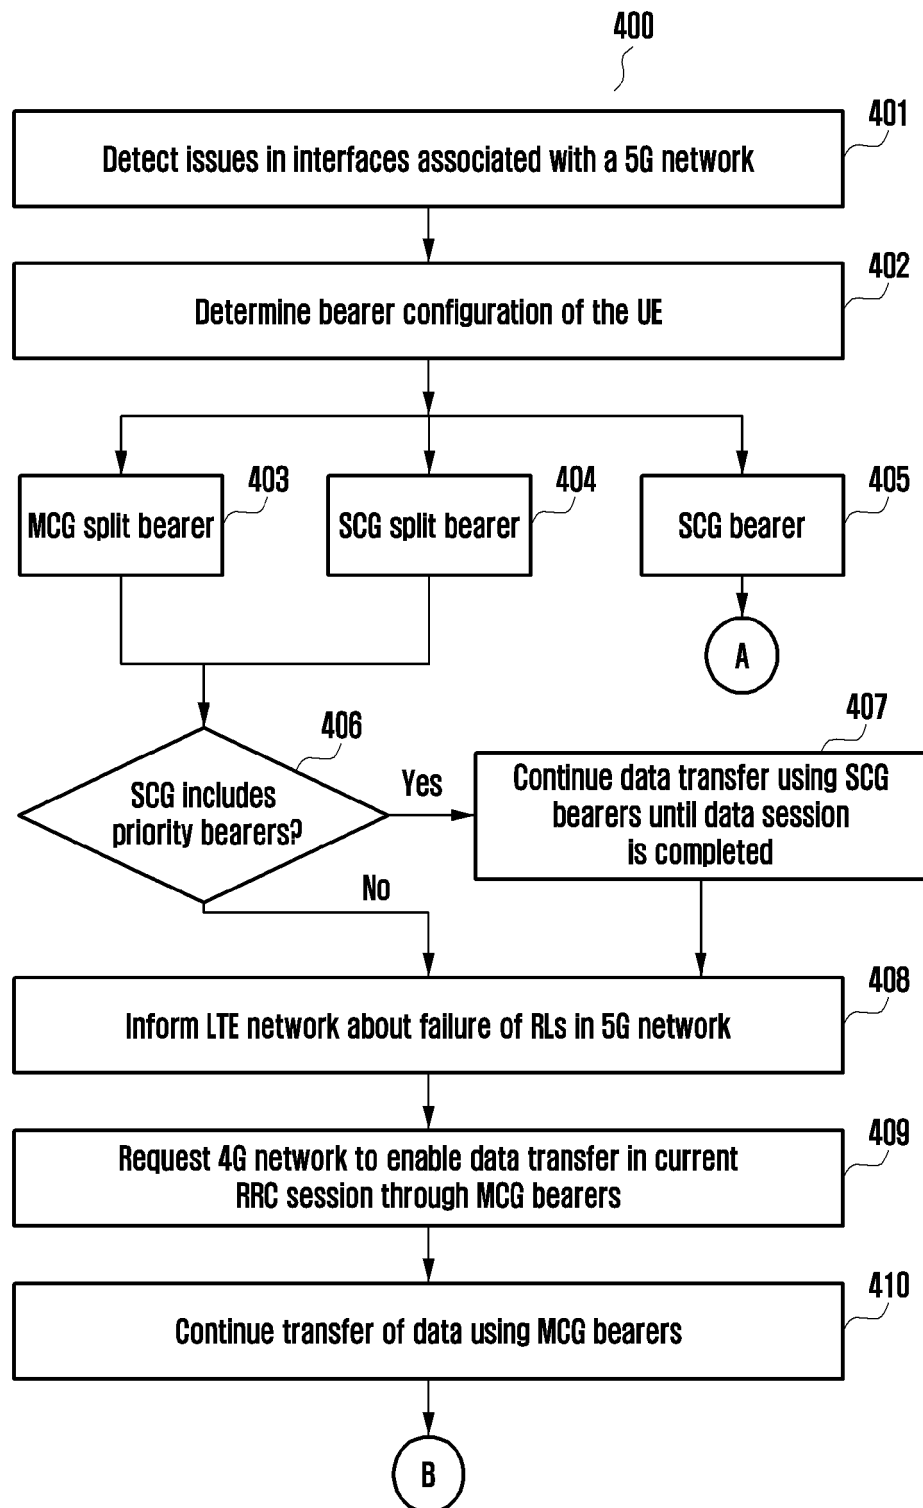 400
401
Detect issues in interfaces associated with a 5G network
402
Determine bearer configuration of the UE
403
MCG split bearer
404
SCG split bearer
405
SCG bearer
A
406
SCG includes
priority bearers?
Yes
No
407
Continue data transfer using SCG
bearers until data session
is completed
408
Inform LTE network about failure of RLs in 5G network
409
Request 4G network to enable data transfer in current
RRC session through MCG bearers
410
Continue transfer of data using MCG bearers
B